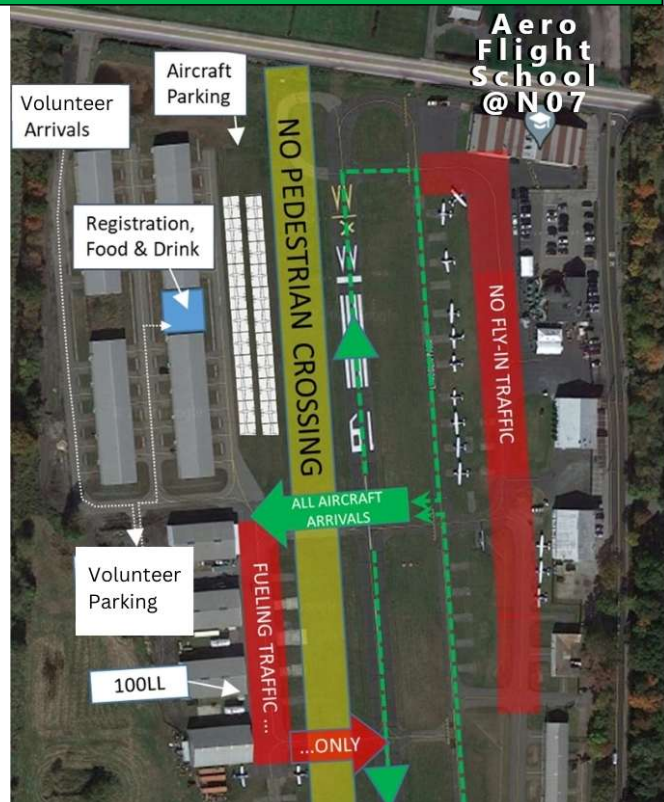 Aero
Flight
School
@N07
Aircraft
Parking
Volunteer
Arrivals
Registration,
Food & Drink
NO PEDESTRIAN CROSSING
NO FLY-IN TRAFFIC
ALL AIRCRAFT
ARRIVALS
Volunteer
Parking
FUELING TRAFFIC ...
100LL
...ONLY